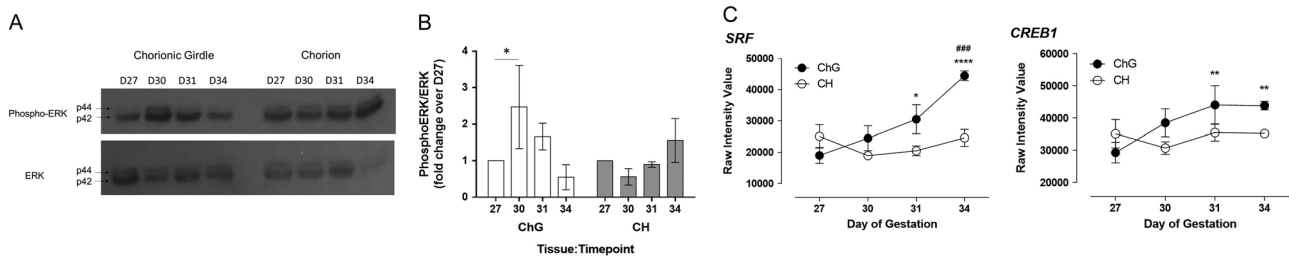 A
Chorionic Girdle
Chorion
D27 D30 D31 D34
D27 D30 D31 D34
Phospho-ERK
p44
p42
ERK
p44
p42
B
PhosphoERK/ERK
(fold change over D27)
4
3
2
1
0
*
27 30 31 34
27 30 31 34
ChG
CH
Tissue:Timepoint
C
SRF
Raw Intensity Value
50000
40000
30000
20000
10000
ChG
CH
*
###
****
27 30 31 34
Day of Gestation
CREB1
Raw Intensity Value
60000
50000
40000
30000
20000
ChG
CH
**
**
27 30 31 34
Day of Gestation